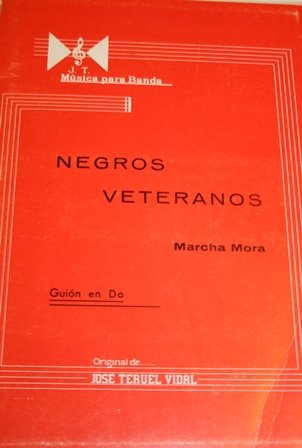 J. T.
Música para Banda
NEGROS
VETERANOS
Marcha Mora
Guión en Do
Original de
JOSE TERUEL VIDAL